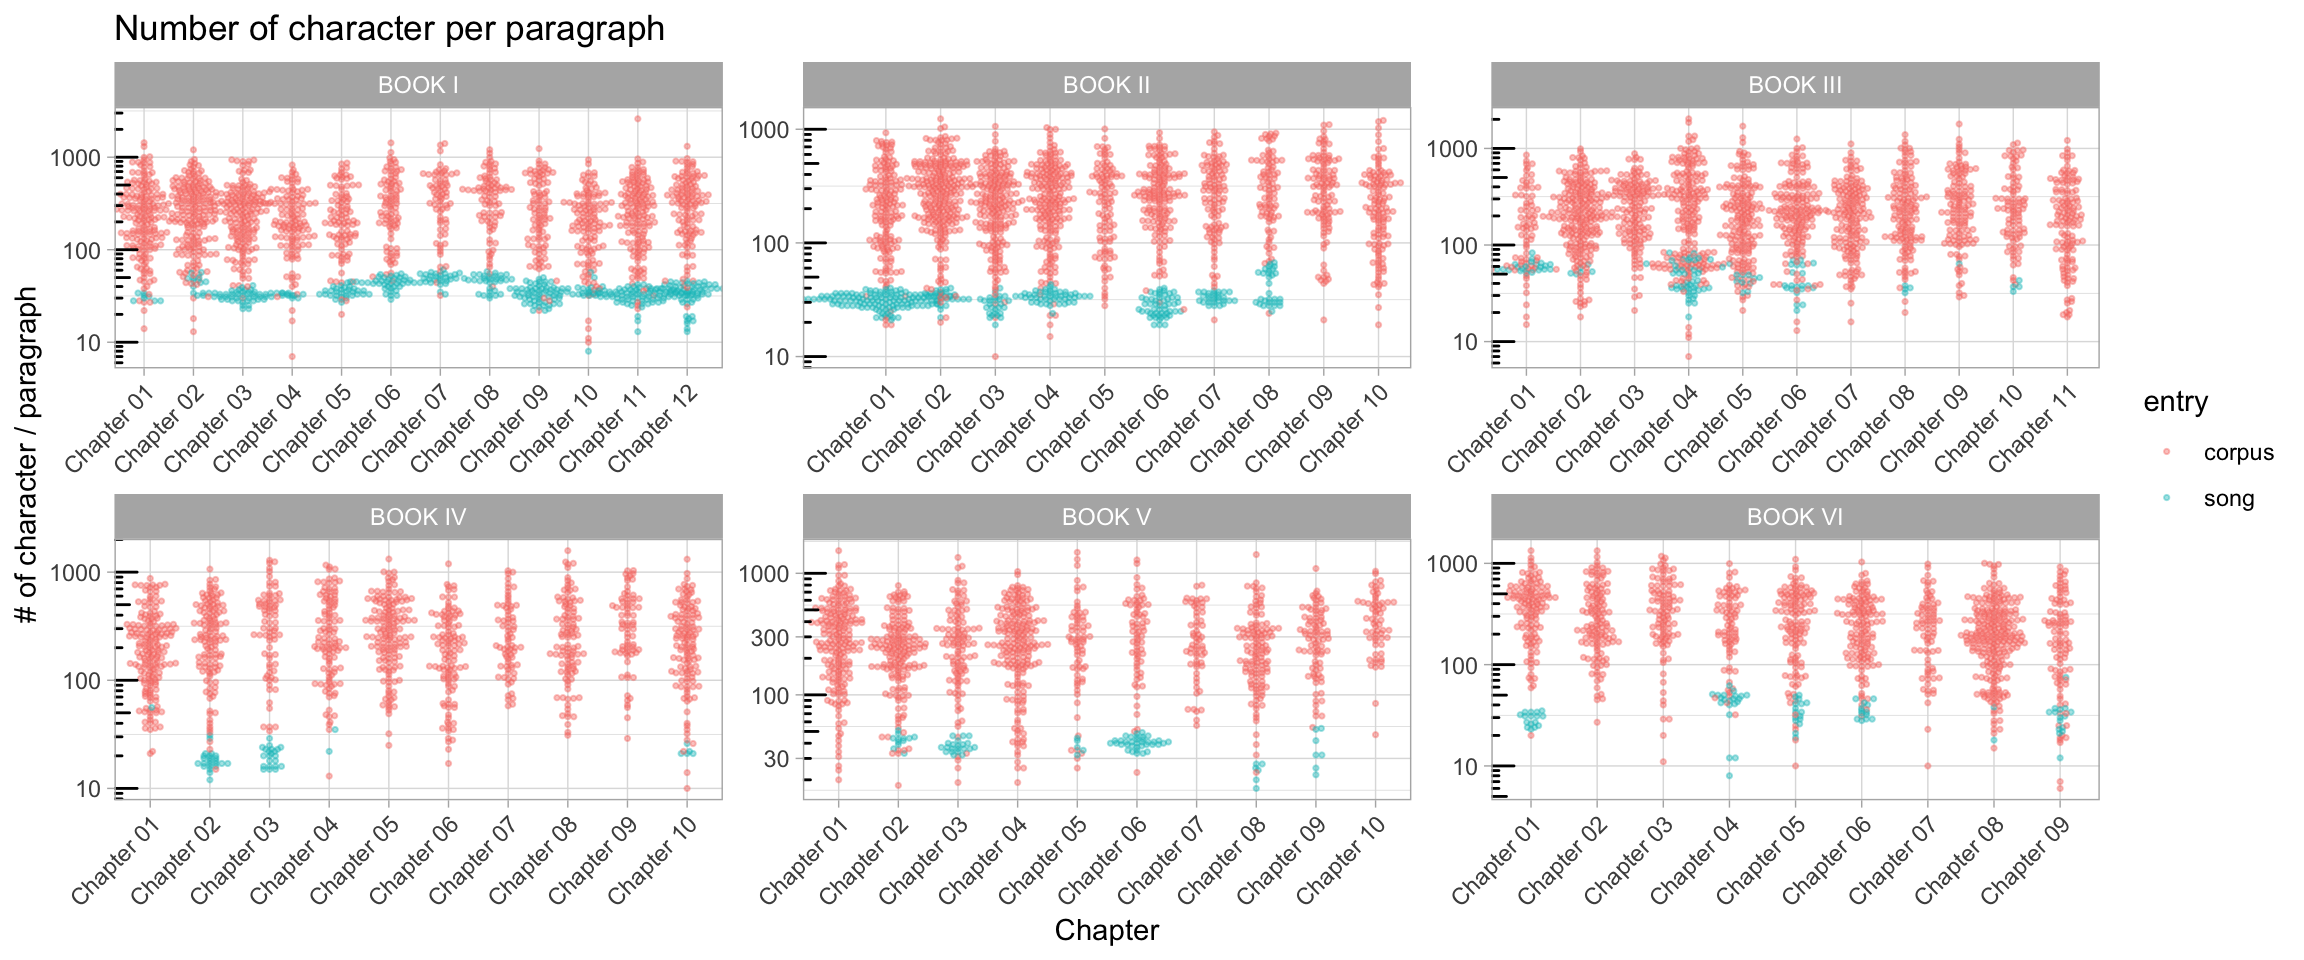 Number of character per paragraph
BOOK I
BOOK II
BOOK III
1000
100
10
1000
100
10
1000
100
10
Chapter 01
Chapter 02
Chapter 03
Chapter 04
Chapter 05
Chapter 06
Chapter 07
Chapter 08
Chapter 09
Chapter 10
Chapter 11
Chapter 12
Chapter 01
Chapter 02
Chapter 03
Chapter 04
Chapter 05
Chapter 06
Chapter 07
Chapter 08
Chapter 09
Chapter 10
Chapter 01
Chapter 02
Chapter 03
Chapter 04
Chapter 05
Chapter 06
Chapter 07
Chapter 08
Chapter 09
Chapter 10
Chapter 11
# of character / paragraph
entry
corpus
song
BOOK IV
BOOK V
BOOK VI
1000
100
10
1000
300
100
30
1000
100
10
Chapter 01
Chapter 02
Chapter 03
Chapter 04
Chapter 05
Chapter 06
Chapter 07
Chapter 08
Chapter 09
Chapter 10
Chapter 01
Chapter 02
Chapter 03
Chapter 04
Chapter 05
Chapter 06
Chapter 07
Chapter 08
Chapter 09
Chapter 10
Chapter 01
Chapter 02
Chapter 03
Chapter 04
Chapter 05
Chapter 06
Chapter 07
Chapter 08
Chapter 09
Chapter